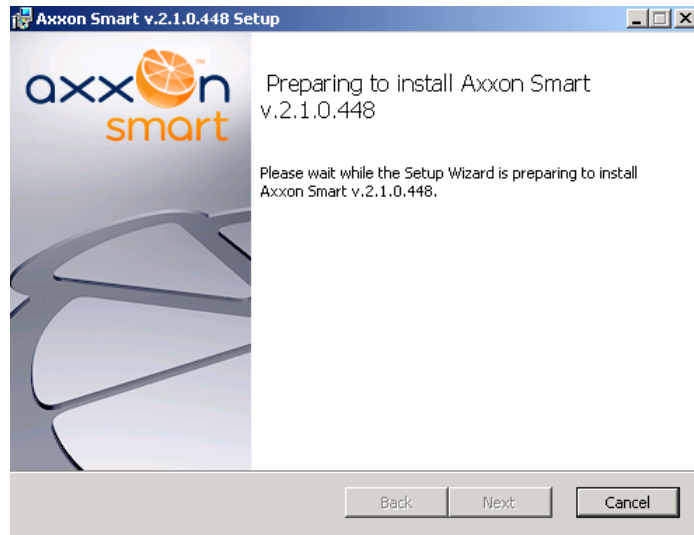 Axxon Smart v.2.1.0.448 Setup
axxon
TM
smart
Preparing to install Axxon Smart
v.2.1.0.448
Please wait while the Setup Wizard is preparing to install
Axxon Smart v.2.1.0.448.
Back
Next
Cancel